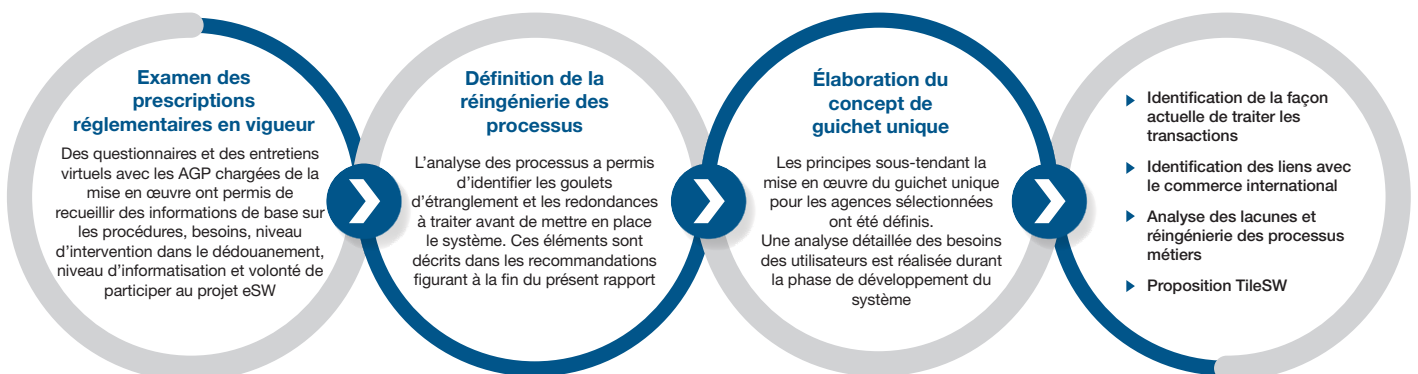 Examen des
prescriptions
réglementaires en vigueur
Des questionnaires et des entretiens
virtuels avec les AGP chargées de la
mise en œuvre ont permis de
recueillir des informations de base sur
les procédures, besoins, niveau
d'intervention dans le dédouanement,
niveau d'informatisation et volonté de
participer au projet eSW
Définition de la
réingénierie des
processus
L'analyse des processus a permis
d'identifier les goulets
d'étranglement et les redondances
à traiter avant de mettre en place
le système. Ces éléments sont
décrits dans les recommandations
figurant à la fin du présent rapport
Élaboration du
concept de
guichet unique
Les principes sous-tendant la
mise en œuvre du guichet unique
pour les agences sélectionnées
ont été définis.
Une analyse détaillée des besoins
des utilisateurs est réalisée durant
la phase de développement du
système
Identification de la façon
actuelle de traiter les
transactions
Identification des liens avec
le commerce international
Analyse des lacunes et
réingénierie des processus
métiers
Proposition TileSW